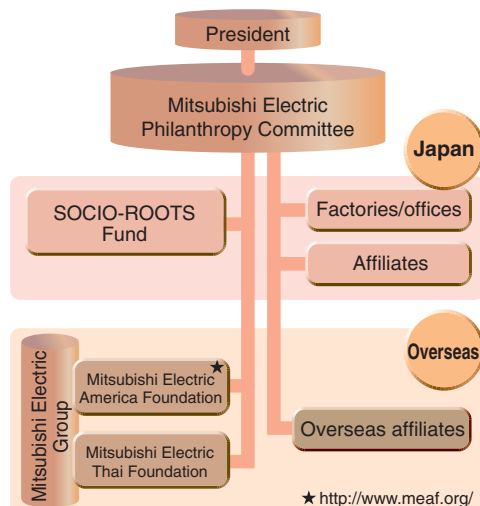 President
Mitsubishi Electric
Philanthropy Committee
Japan
SOCIO-ROOTS
Fund
Factories/offices
Affiliates
Overseas
Mitsubishi Electric
Group
Mitsubishi Electric
America Foundation
★
Mitsubishi Electric
Thai Foundation
Overseas affiliates
★ http://www.meaf.org/